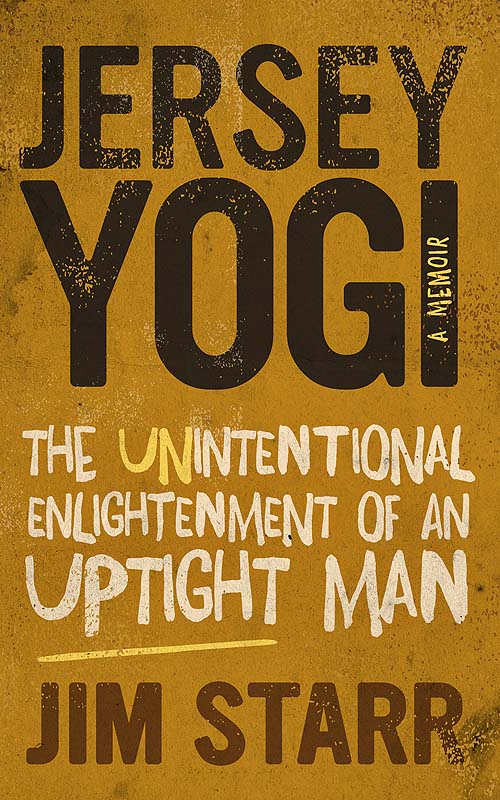 JERSEY
YOGI
A MEMOIR
THE UNINTENTIONAL
ENLIGHTENMENT OF AN
UPTIGHT MAN
JIM STARR